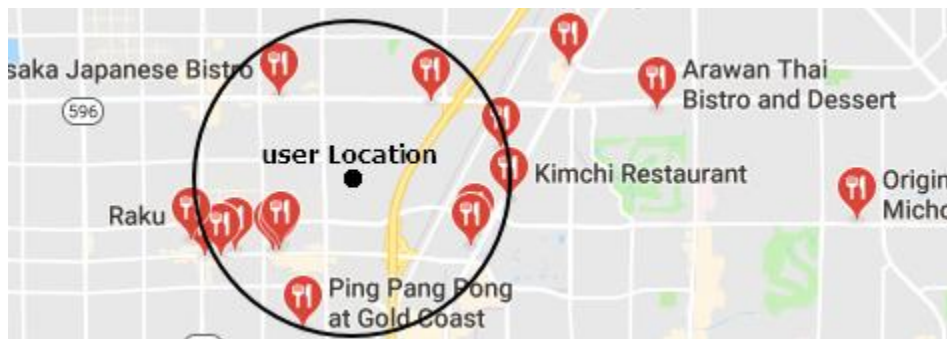 saka Japanese Bistro
Arawan Thai
Bistro and Dessert
596
user Location
Kimchi Restaurant
Origin
Micho
Raku
Ping Pang Pong
at Gold Coast